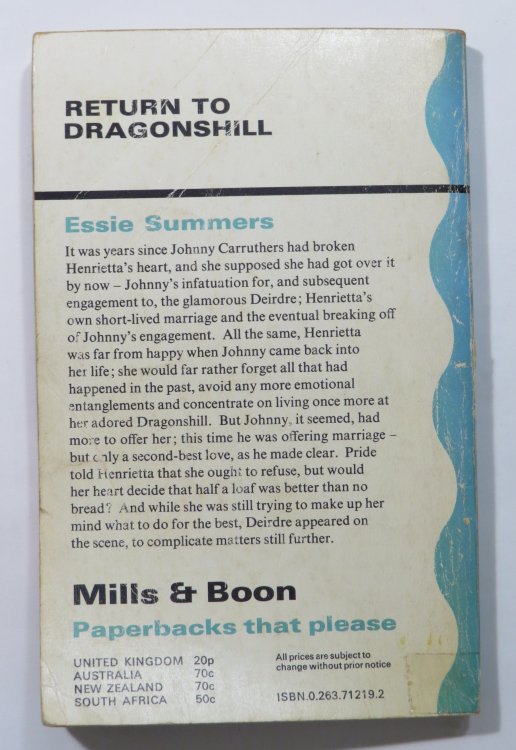 RETURN TO
DRAGONSHILL
Essie Summers
It was years since Johnny Carruthers had broken
Henrietta's heart, and she supposed she had got over it
by now – Johnny's infatuation for, and subsequent
engagement to, the glamorous Deirdre; Henrietta's
own short-lived marriage and the eventual breaking off
of Johnny's engagement. All the same, Henrietta
was far from happy when Johnny came back into
her life; she would far rather forget all that had
happened in the past, avoid any more emotional
entanglements and concentrate on living once more at
her adored Dragonshill. But Johnny, it seemed, had
more to offer her; this time he was offering marriage –
but only a second-best love, as he made clear. Pride
told Henrietta that she ought to refuse, but would
her heart decide that half a loaf was better than no
bread? And while she was still trying to make up her
mind what to do for the best, Deirdre appeared on
the scene, to complicate matters still further.
Mills & Boon
Paperbacks that please
UNITED KINGDOM 20p
AUSTRALIA 70c
NEW ZEALAND 70c
SOUTH AFRICA 50c
All prices are subject to
change without prior notice
ISBN.0.263.71219.2